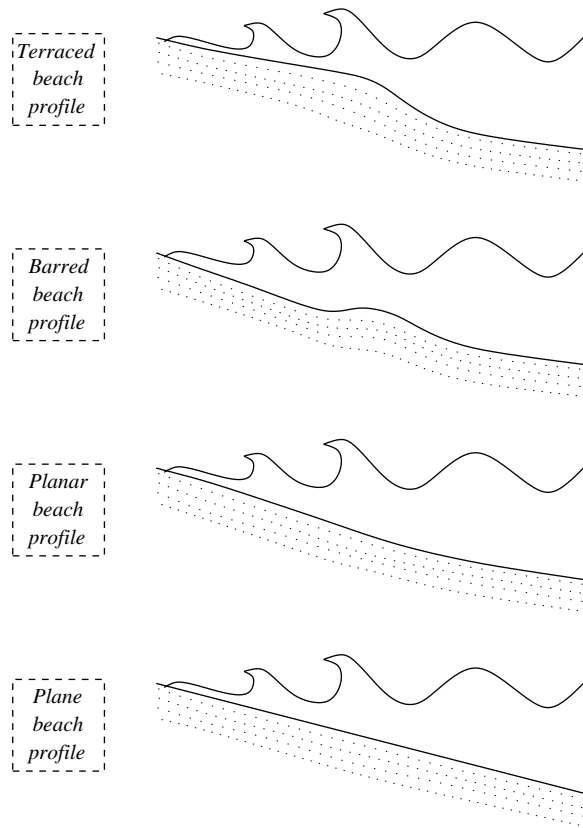 Terraced
beach
profile
Barred
beach
profile
Planar
beach
profile
Plane
beach
profile